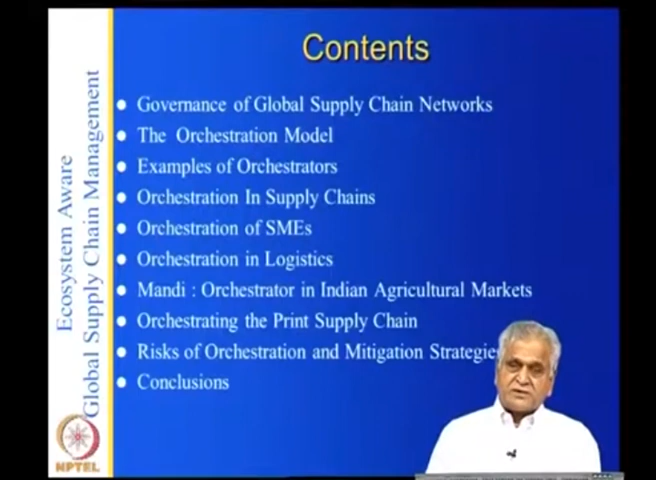 Contents
Governance of Global Supply Chain Networks
The Orchestration Model
Examples of Orchestrators
Orchestration In Supply Chains
Orchestration of SMEs
Orchestration in Logistics
Mandi : Orchestrator in Indian Agricultural Markets
Orchestrating the Print Supply Chain
Risks of Orchestration and Mitigation Strategie
Conclusions
Ecosystem Aware
Global Supply Chain Management
NPTEL